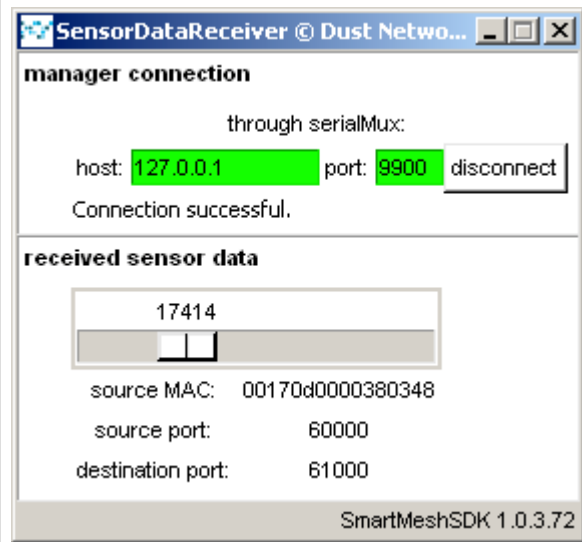 SensorDataReceiver © Dust Netwo...
manager connection
through serialMux:
host: 127.0.0.1 port: 9900 disconnect
Connection successful.
received sensor data
17414
source MAC: 00170d0000380348
source port: 60000
destination port: 61000
SmartMeshSDK 1.0.3.72